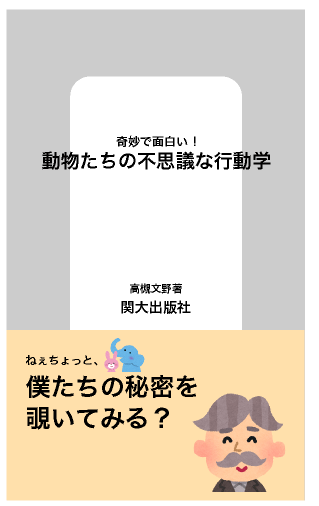 奇妙で面白い！
動物たちの不思議な行動学
高槻文野著
関大出版社
ねぇちょっと、
僕たちの秘密を
覗いてみる？